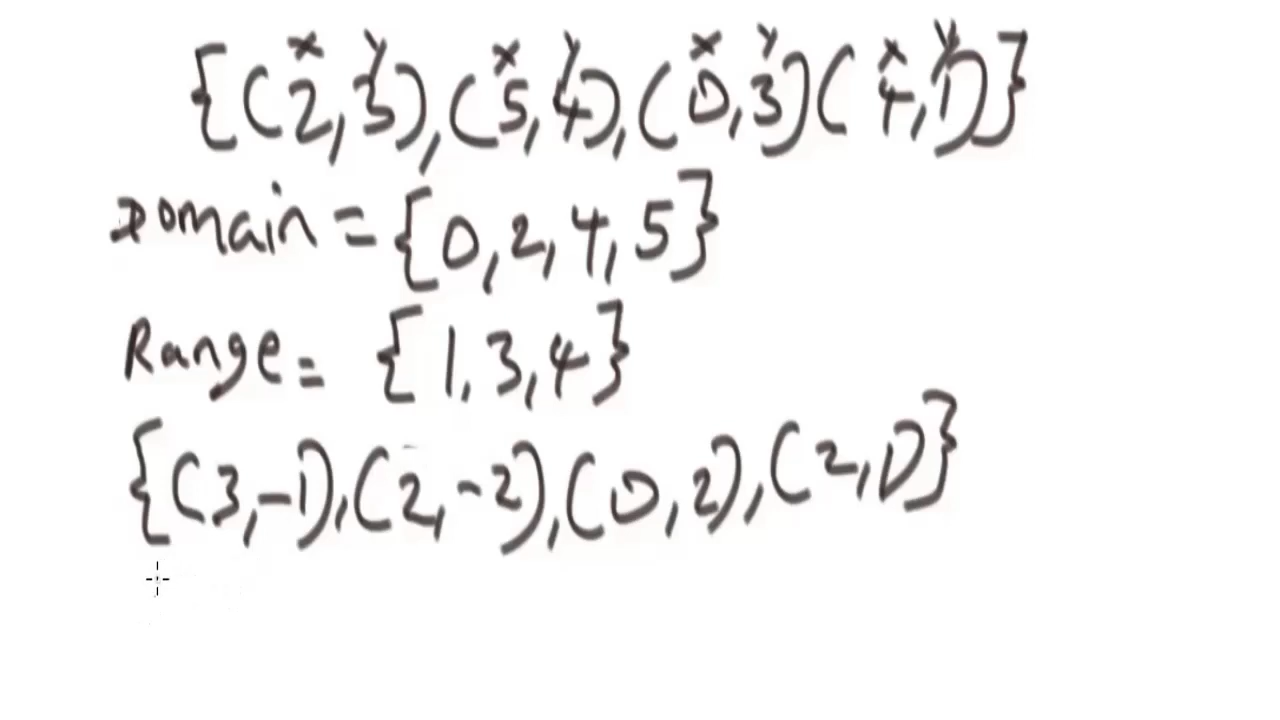 x y x y x y x y
{(2,3),(5,4),(0,3)(4,1)}
Domain = {0,2,4,5}
Range = {1,3,4}
{(3,-1),(2,-2),(0,2),(2,1)}